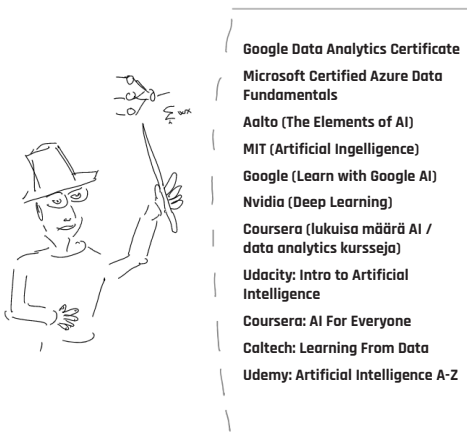 Google Data Analytics Certificate
Microsoft Certified Azure Data
Fundamentals
Aalto (The Elements of AI)
MIT (Artificial Ingelligence)
Google (Learn with Google AI)
Nvidia (Deep Learning)
Coursera (lukuisa määrä AI /
data analytics kursseja)
Udacity: Intro to Artificial
Intelligence
Coursera: AI For Everyone
Caltech: Learning From Data
Udemy: Artificial Intelligence A-Z